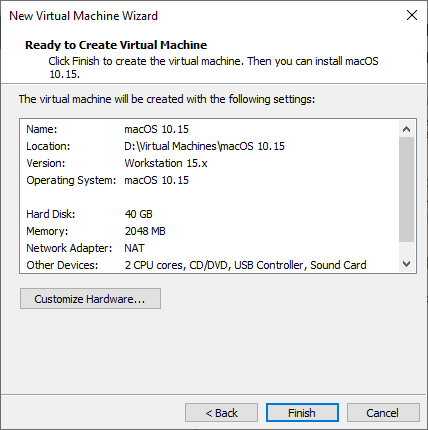 New Virtual Machine Wizard
Ready to Create Virtual Machine
Click Finish to create the virtual machine. Then you can install macOS
10.15.
The virtual machine will be created with the following settings:
Name: macOS 10.15
Location: D:\Virtual Machines\macOS 10.15
Version: Workstation 15.x
Operating System: macOS 10.15
Hard Disk: 40 GB
Memory: 2048 MB
Network Adapter: NAT
Other Devices: 2 CPU cores, CD/DVD, USB Controller, Sound Card
Customize Hardware...
< Back Finish Cancel